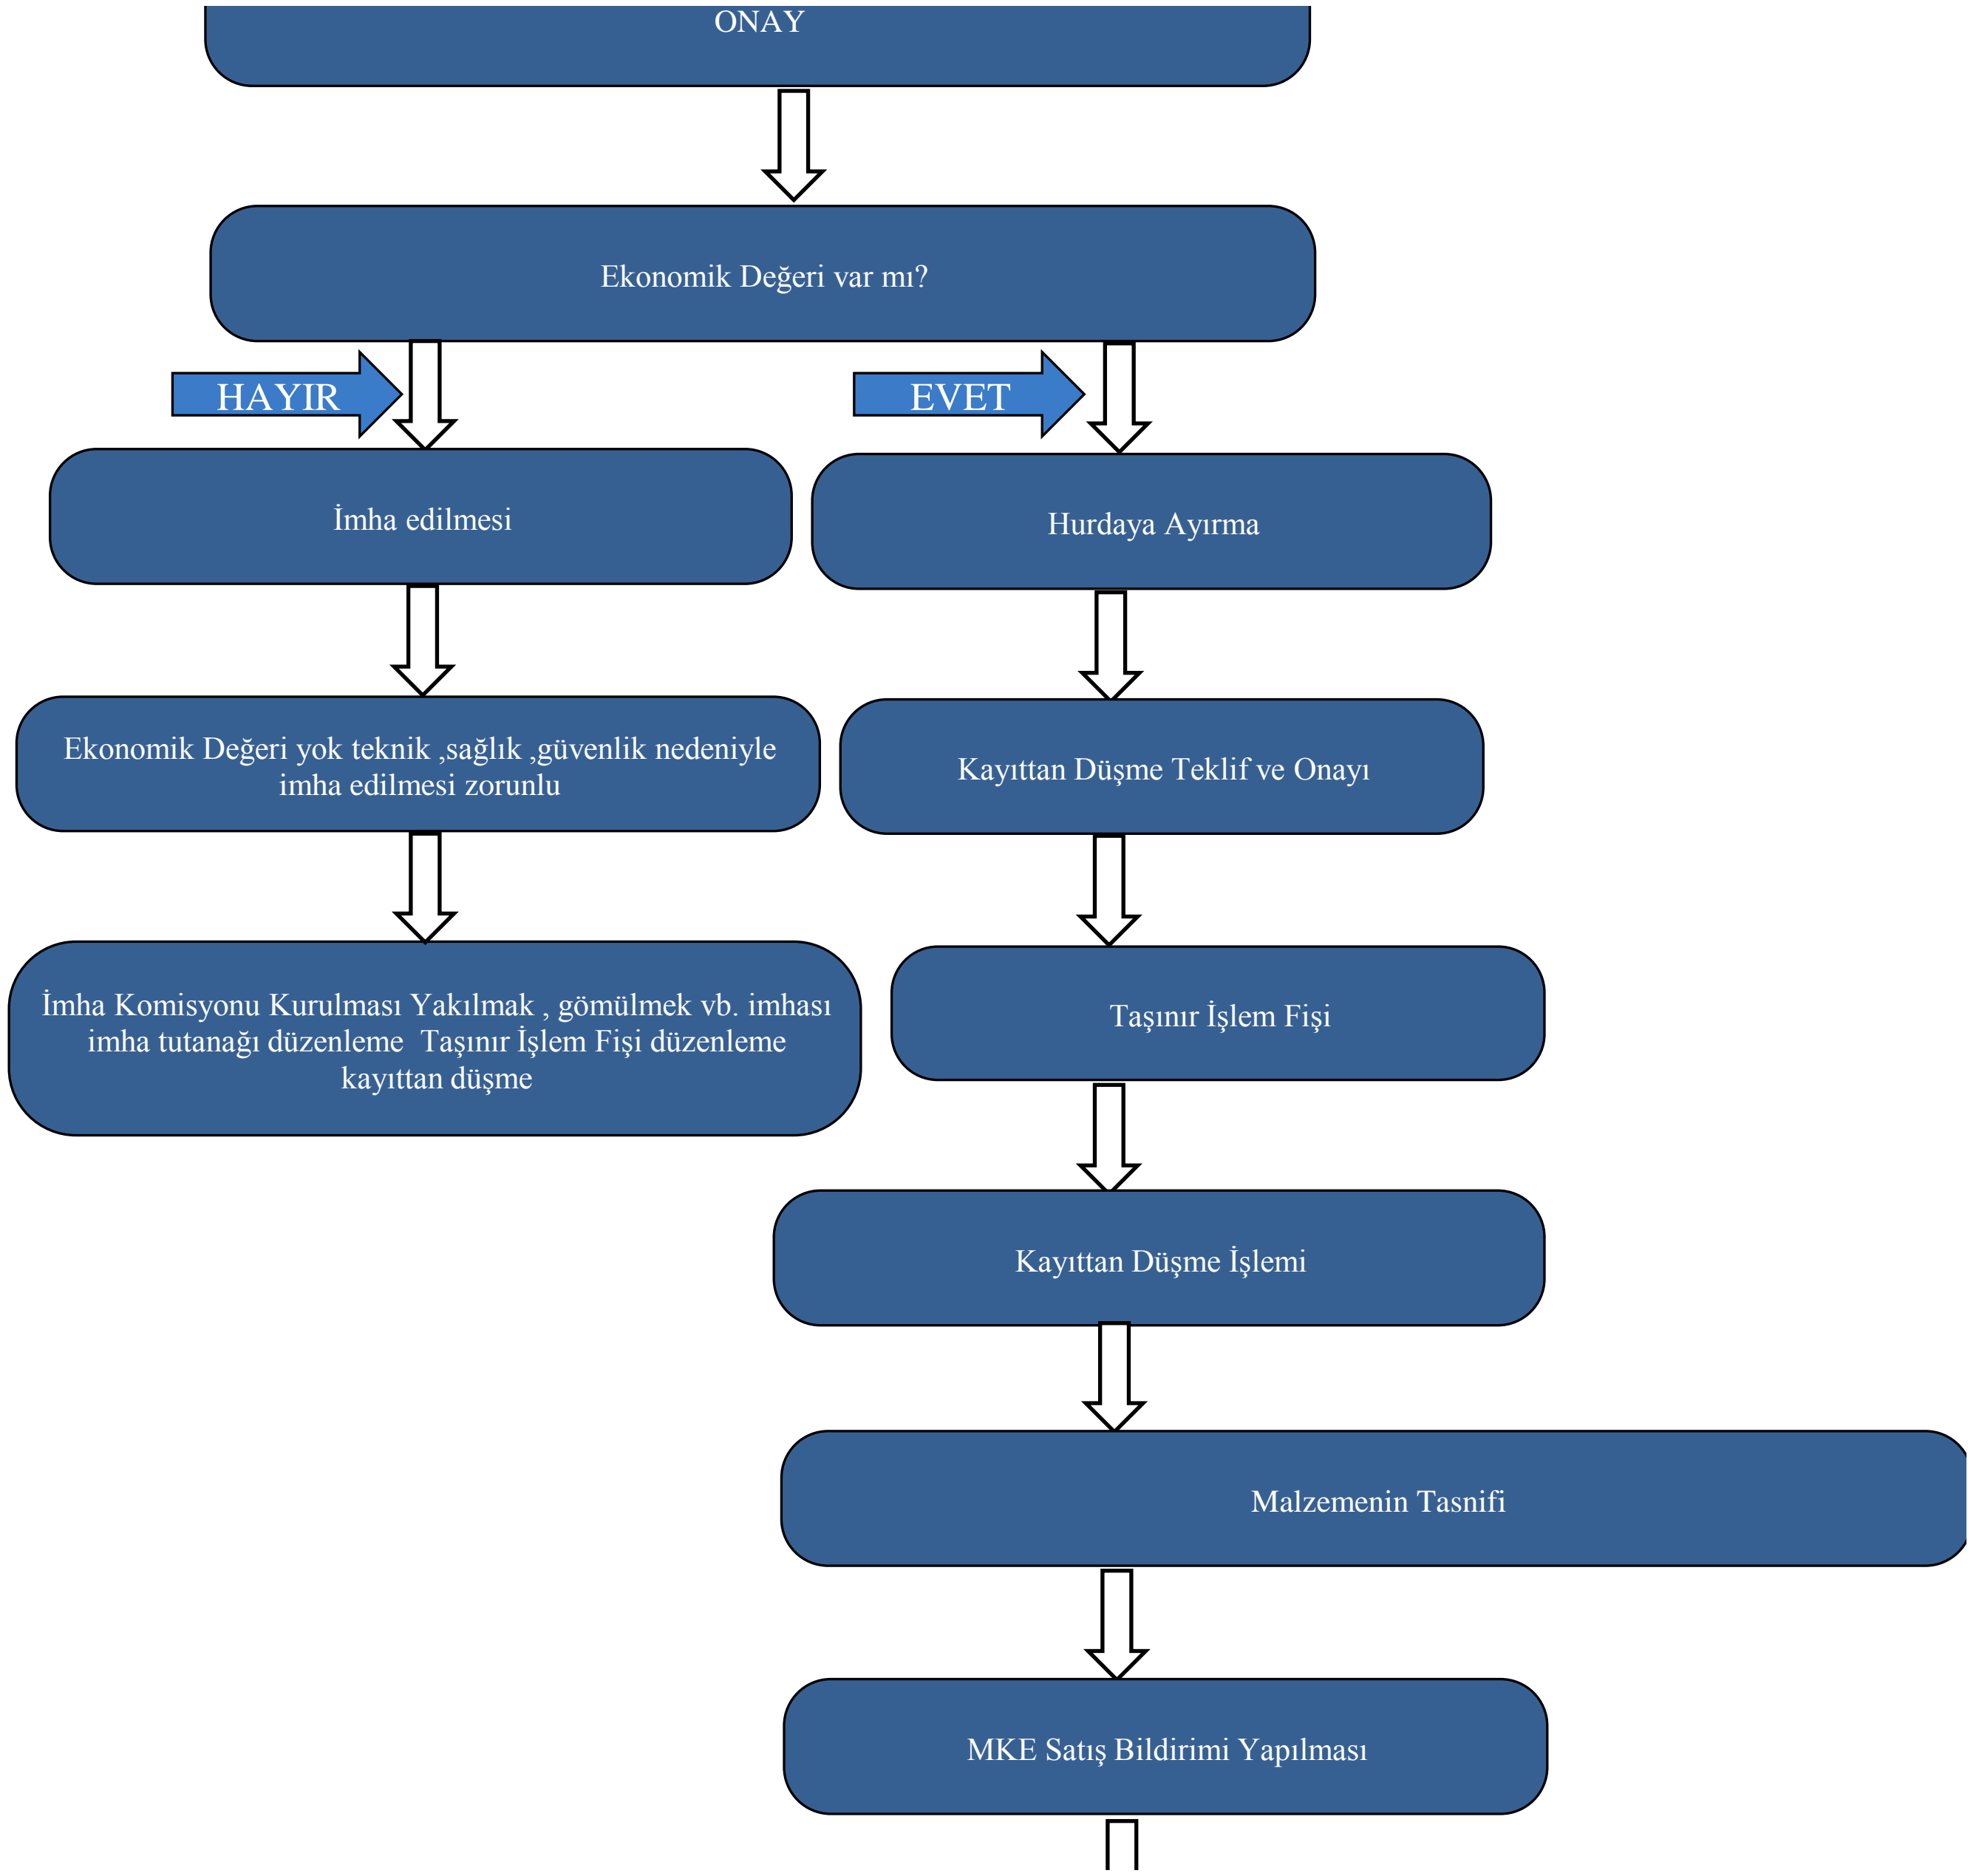 ONAY
Ekonomik Değeri var mı?
HAYIR
EVET
İmha edilmesi
Hurdaya Ayırma
Ekonomik Değeri yok teknik ,sağlık ,güvenlik nedeniyle
imha edilmesi zorunlu
Kayıttan Düşme Teklif ve Onayı
İmha Komisyonu Kurulması Yakılmak , gömülmek vb. imhası
imha tutanağı düzenleme  Taşınır İşlem Fişi düzenleme
kayıttan düşme
Taşınır İşlem Fişi
Kayıttan Düşme İşlemi
Malzemenin Tasnifi
MKE Satış Bildirimi Yapılması